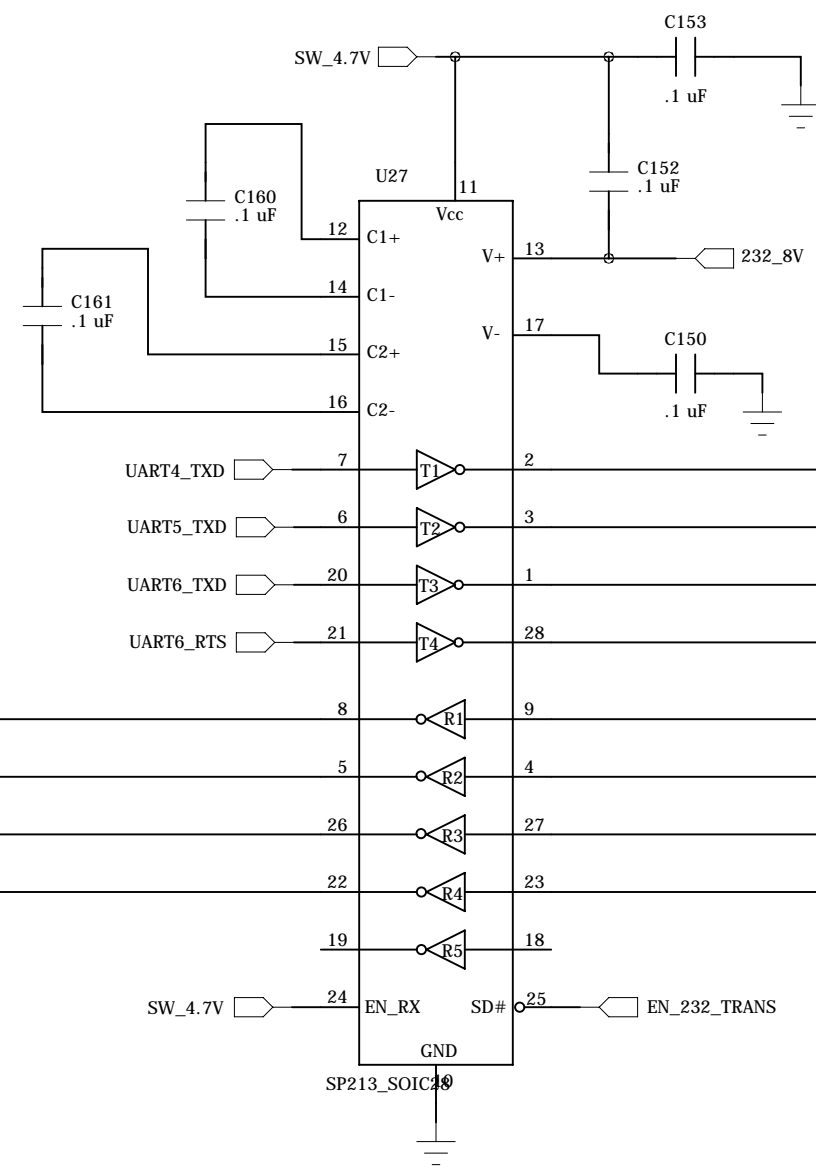 C153
SW_4.7V
.1 uF
U27
11
C152
.1 uF
C160
.1 uF
Vcc
12
C1+
V+
13
232_8V
14
C1-
C161
.1 uF
15
C2+
V-
17
C150
.1 uF
16
C2-
UART4_TXD
7
T1
2
UART5_TXD
6
T2
3
UART6_TXD
20
T3
1
UART6_RTS
21
T4
28
8
R1
9
5
R2
4
26
R3
27
22
R4
23
19
R5
18
SW_4.7V
24
EN_RX
SD#
25
EN_232_TRANS
GND
SP213_SOIC28
10